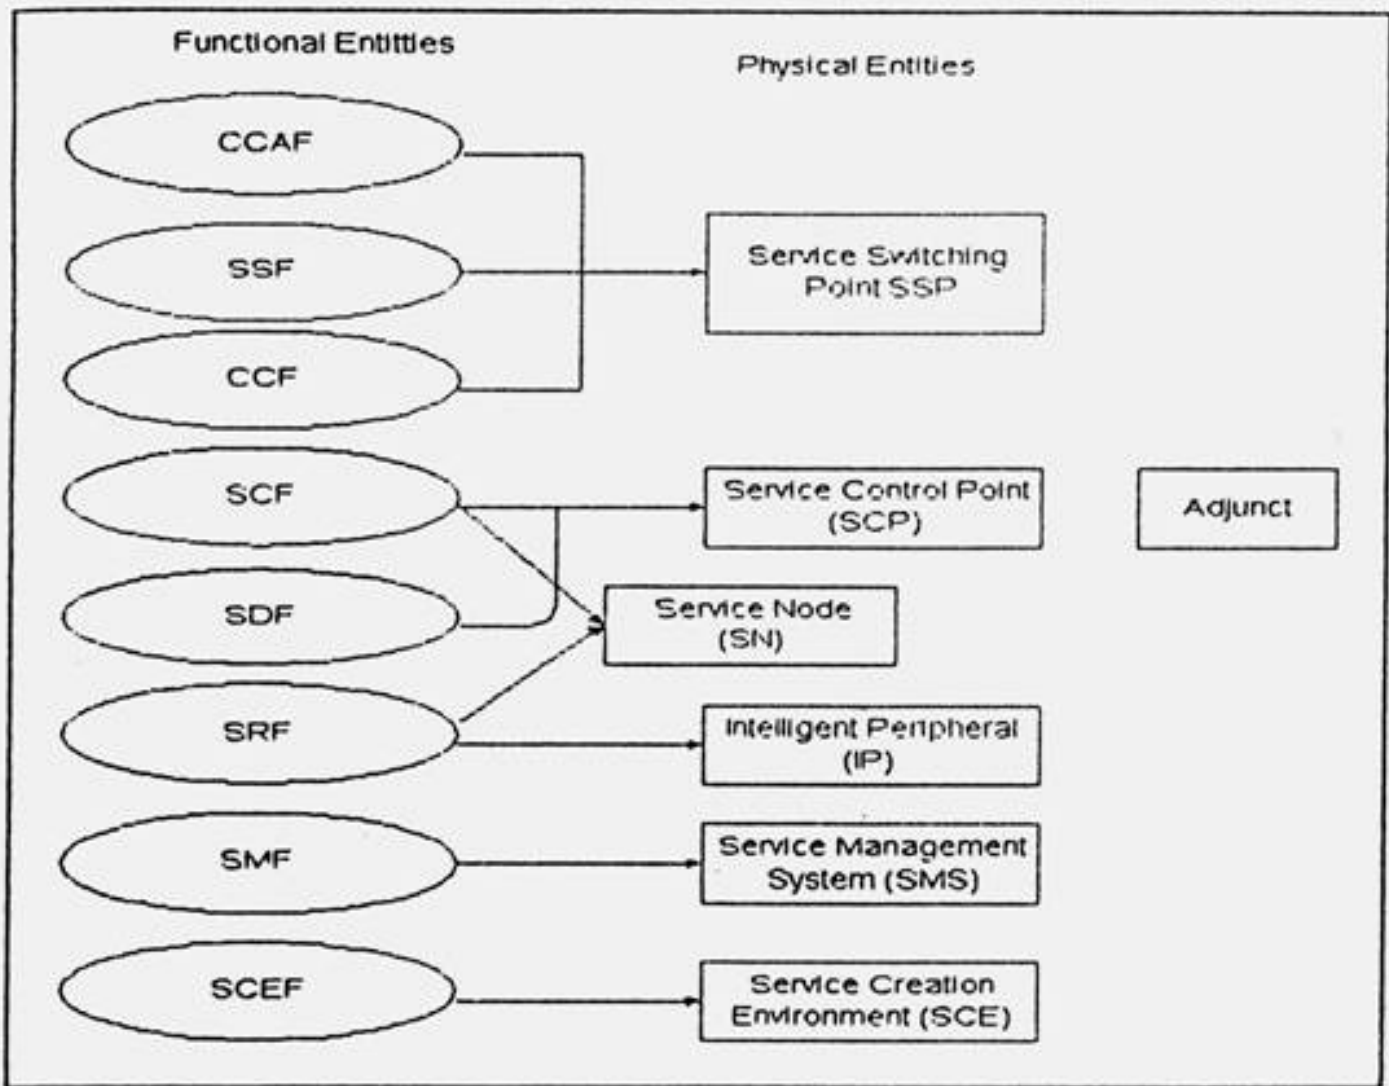 Functional Entittles
Physical Entities
CCAF
SSF
Service Switching
Point SSP
CCF
SCF
Service Control Point
(SCP)
Adjunct
SDF
Service Node
(SN)
SRF
Intelligent Peripheral
(IP)
SMF
Service Management
System (SMS)
SCEF
Service Creation
Environment (SCE)